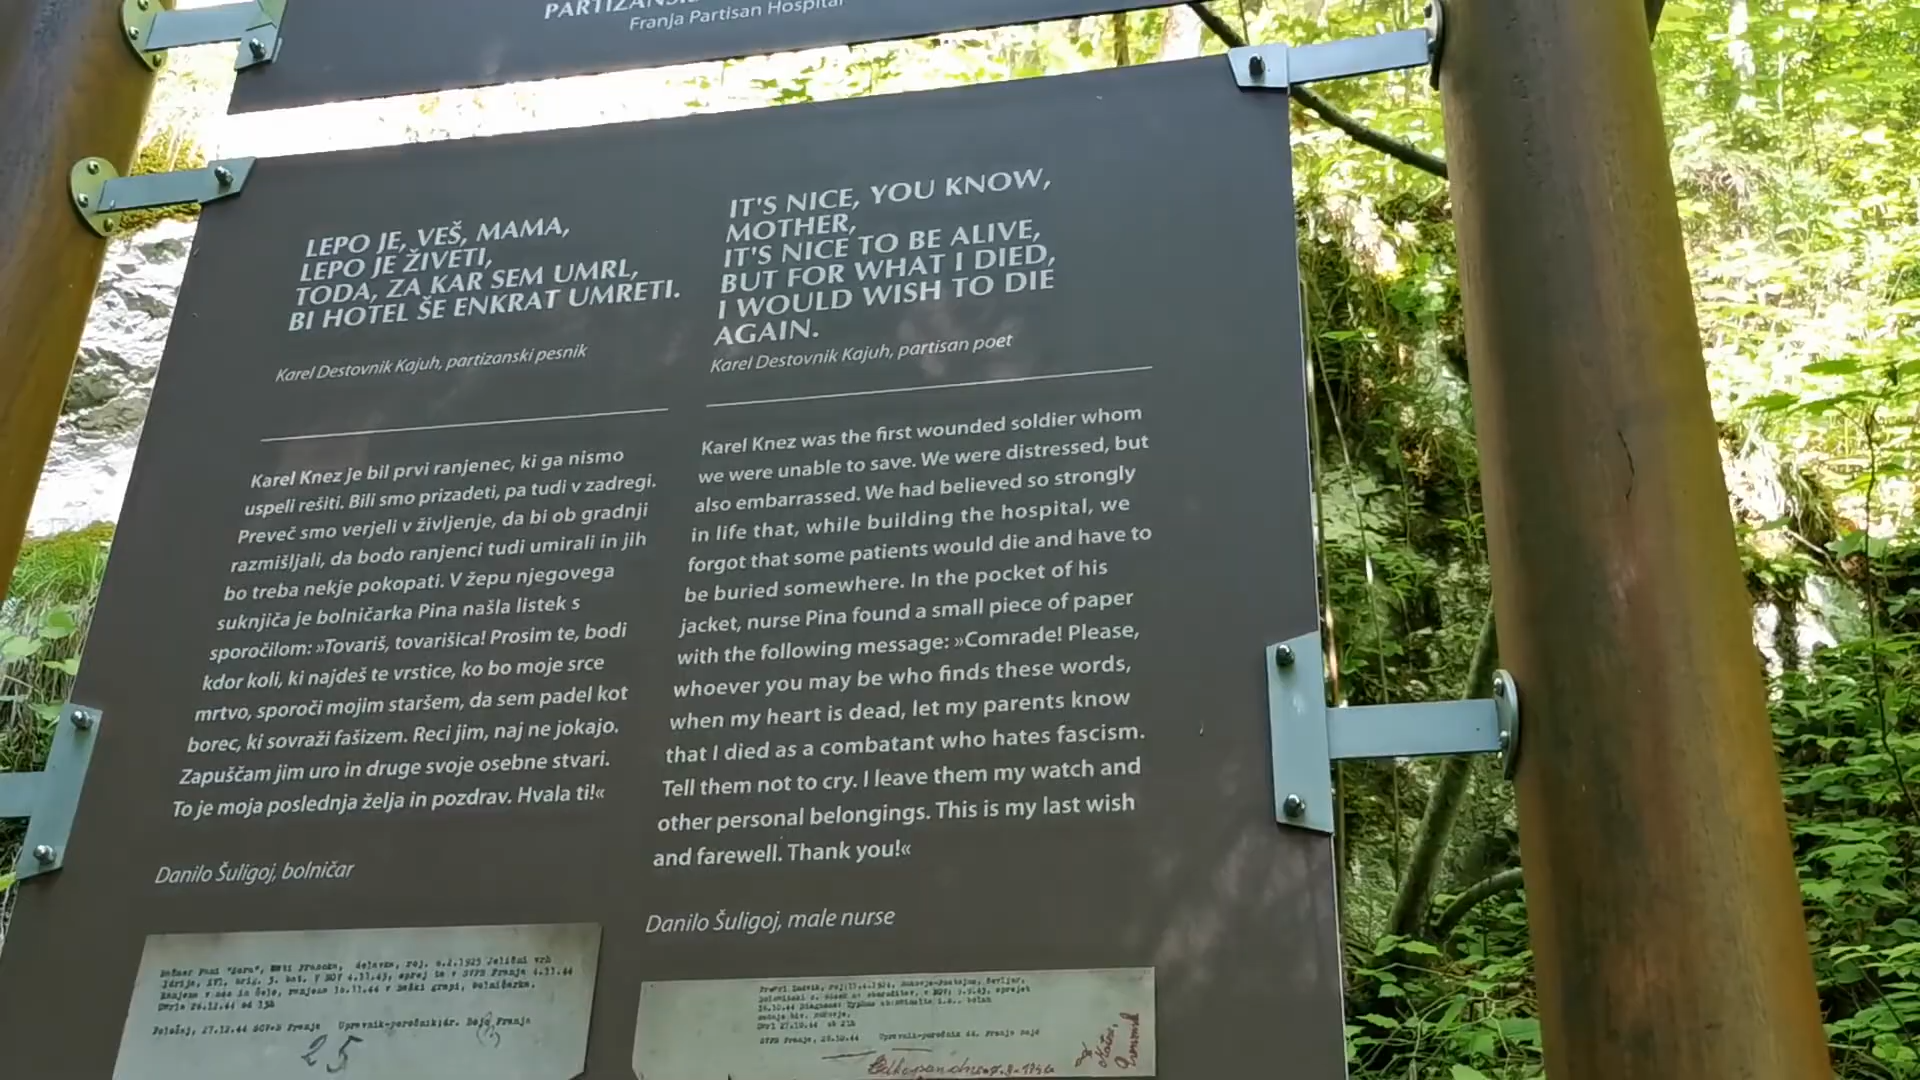 Franja Partisan Hospital
LEPO JE, VEŠ, MAMA,
LEPO JE ŽIVETI,
TODA, ZA KAR SEM UMRL,
BI HOTEL ŠE ENKRAT UMRETI.
Karel Destovnik Kajuh, partizanski pesnik
Karel Knez je bil prvi ranjenec, ki ga nismo
uspeli rešiti. Bili smo prizadeti, pa tudi v zadregi.
Preveč smo verjeli v življenje, da bi ob gradnji
razmišljali, da bodo ranjenci tudi umirali in jih
bo treba nekje pokopati. V žepu njegovega
suknjiča je bolničarka Pina našla listek s
sporočilom: »Tovariš, tovarišica! Prosim te, bodi
kdor koli, ki najdeš te vrstice, ko bo moje srce
mrtvo, sporoči mojim staršem, da sem padel kot
borec, ki sovraži fašizem. Reci jim, naj ne jokajo.
Zapuščam jim uro in druge svoje osebne stvari.
To je moja poslednja želja in pozdrav. Hvala ti!«
Danilo Šuligoj, bolničar
IT'S NICE, YOU KNOW,
MOTHER,
IT'S NICE TO BE ALIVE,
BUT FOR WHAT I DIED,
I WOULD WISH TO DIE
AGAIN.
Karel Destovnik Kajuh, partisan poet
Karel Knez was the first wounded soldier whom
we were unable to save. We were distressed, but
also embarrassed. We had believed so strongly
in life that, while building the hospital, we
forgot that some patients would die and have to
be buried somewhere. In the pocket of his
jacket, nurse Pina found a small piece of paper
with the following message: »Comrade! Please,
whoever you may be who finds these words,
when my heart is dead, let my parents know
that I died as a combatant who hates fascism.
Tell them not to cry. I leave them my watch and
other personal belongings. This is my last wish
and farewell. Thank you!«
Danilo Šuligoj, male nurse
25